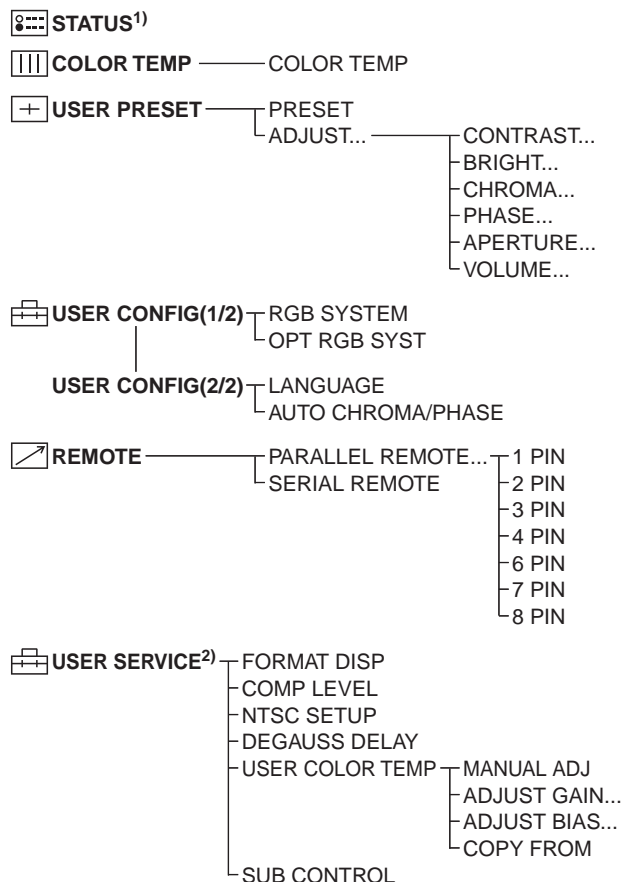 STATUS1)
COLOR TEMP COLOR TEMP
USER PRESET PRESET
ADJUST... CONTRAST...
BRIGHT...
CHROMA...
PHASE...
APERTURE...
VOLUME...
USER CONFIG(1/2) RGB SYSTEM
OPT RGB SYST
USER CONFIG(2/2) LANGUAGE
AUTO CHROMA/PHASE
REMOTE PARALLEL REMOTE... 1 PIN
SERIAL REMOTE 2 PIN
3 PIN
4 PIN
6 PIN
7 PIN
8 PIN
USER SERVICE2) FORMAT DISP
COMP LEVEL
NTSC SETUP
DEGAUSS DELAY
USER COLOR TEMP MANUAL ADJ
ADJUST GAIN...
ADJUST BIAS...
COPY FROM
SUB CONTROL